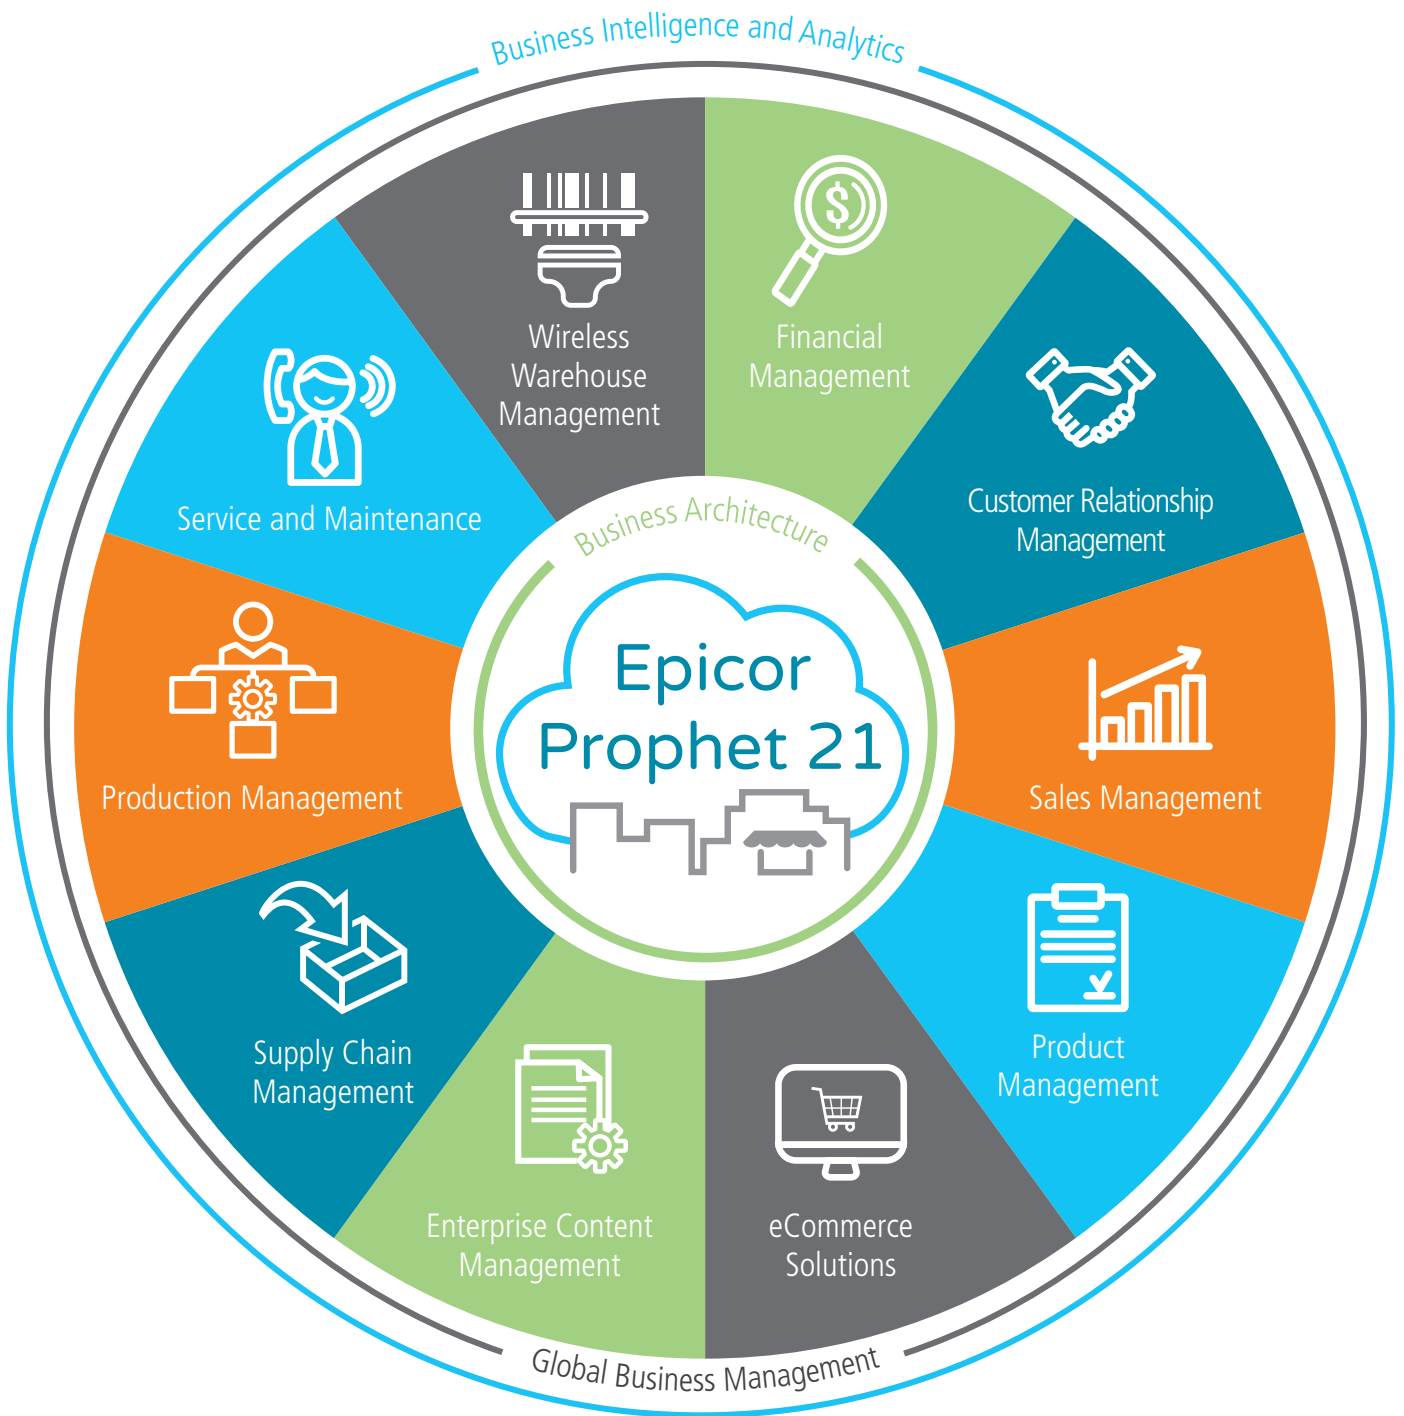 Business Intelligence and Analytics
Wireless
Warehouse
Management
$
Financial
Management
Customer Relationship
Management
Sales Management
Product
Management
eCommerce
Solutions
Enterprise Content
Management
Supply Chain
Management
Production Management
Service and Maintenance
Business Architecture
Epicor
Prophet 21
Global Business Management